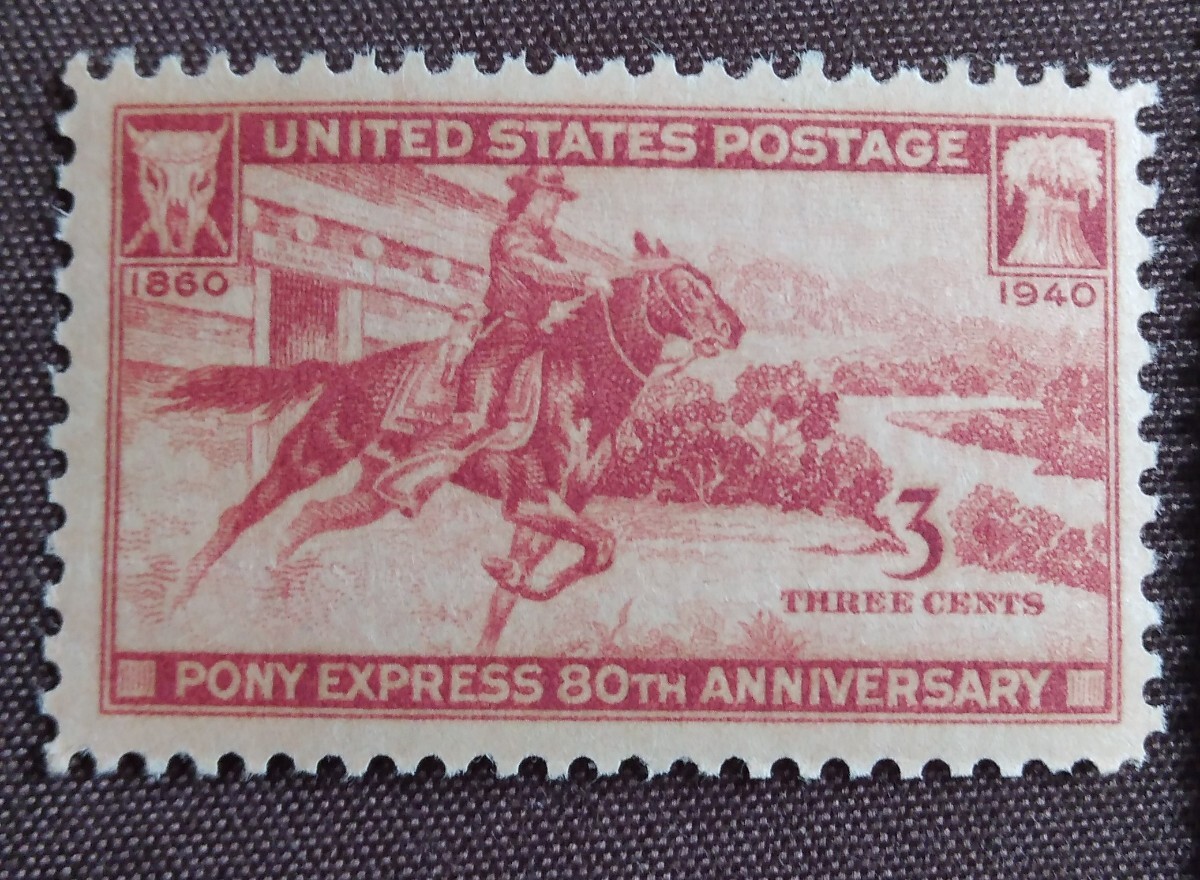 UNITED STATES POSTAGE
1860
1940
3
THREE CENTS
PONY EXPRESS 80TH ANNIVERSARY